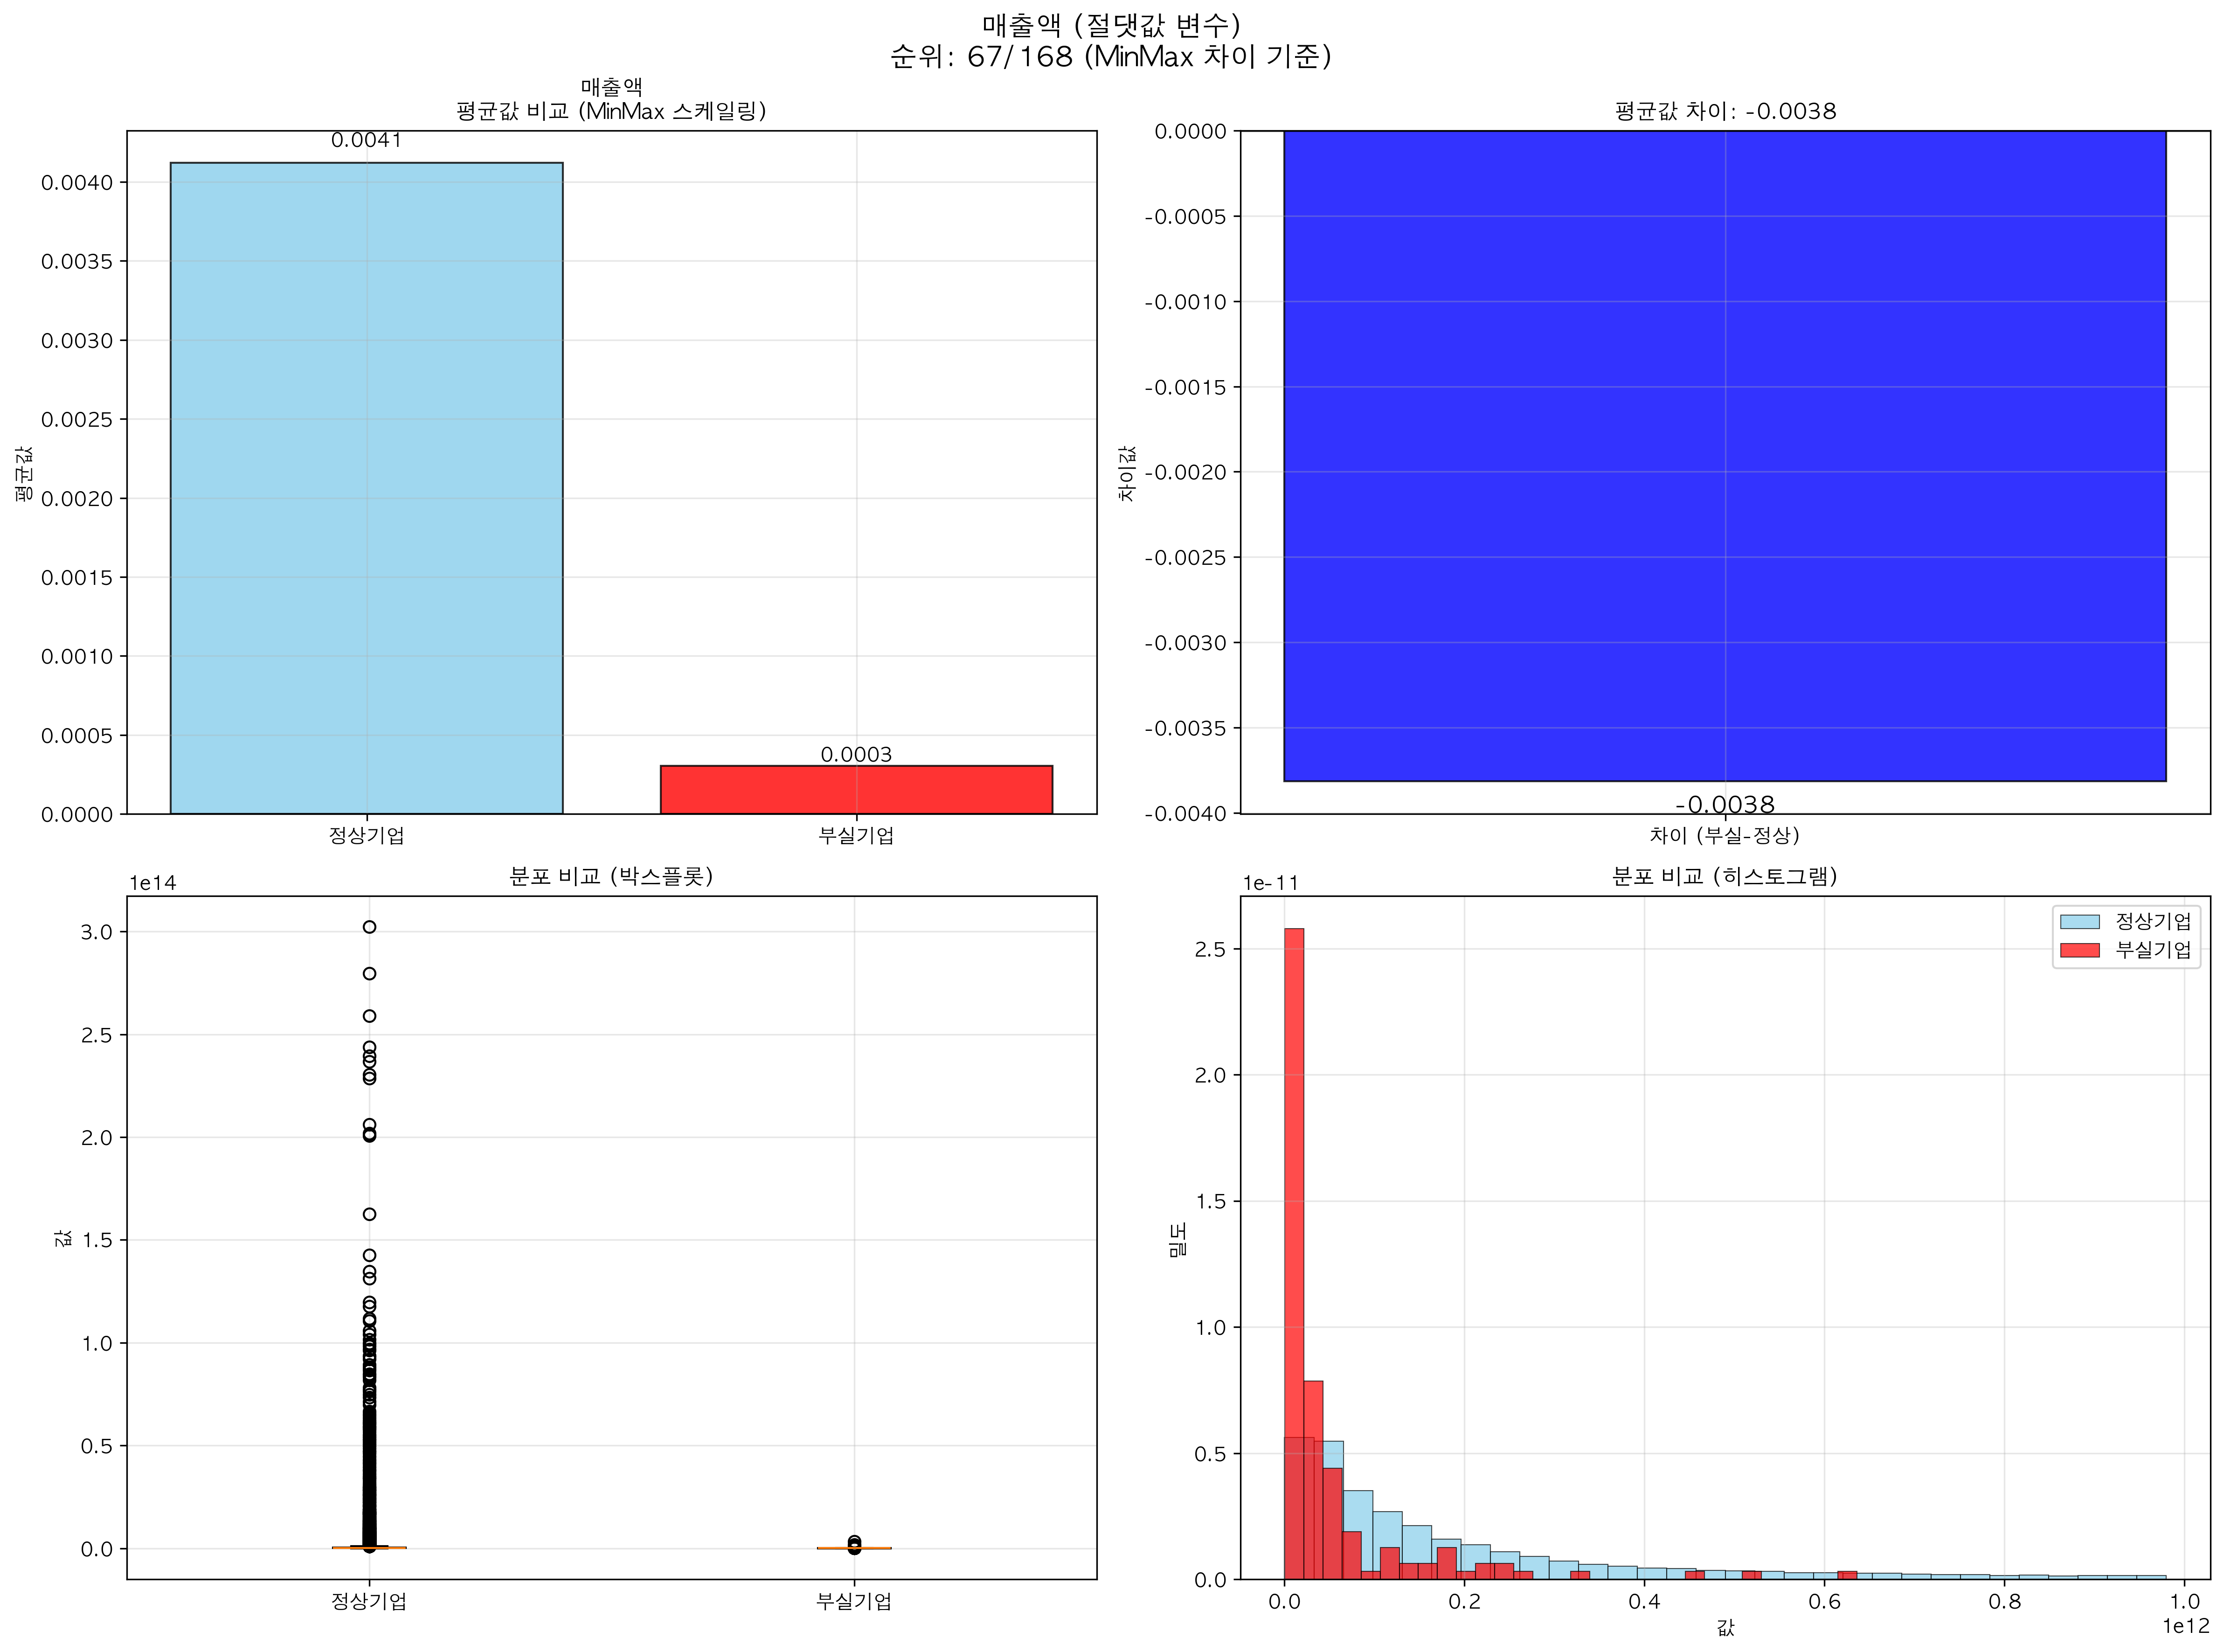 매출액 (절댓값 변수)
순위: 67/168 (MinMax 차이 기준)
매출액
평균값 비교 (MinMax 스케일링)
평균값
0.0040
0.0035
0.0030
0.0025
0.0020
0.0015
0.0010
0.0005
0.0000
0.0041
0.0003
정상기업
부실기업
평균값 차이: -0.0038
차이값
0.0000
-0.0005
-0.0010
-0.0015
-0.0020
-0.0025
-0.0030
-0.0035
-0.0040
-0.0038
차이 (부실-정상)
분포 비교 (박스플롯)
1e14
값
3.0
2.5
2.0
1.5
1.0
0.5
0.0
정상기업
부실기업
분포 비교 (히스토그램)
1e-11
밀도
2.5
2.0
1.5
1.0
0.5
0.0
정상기업
부실기업
0.0
0.2
0.4
0.6
0.8
1.0
1e12
값